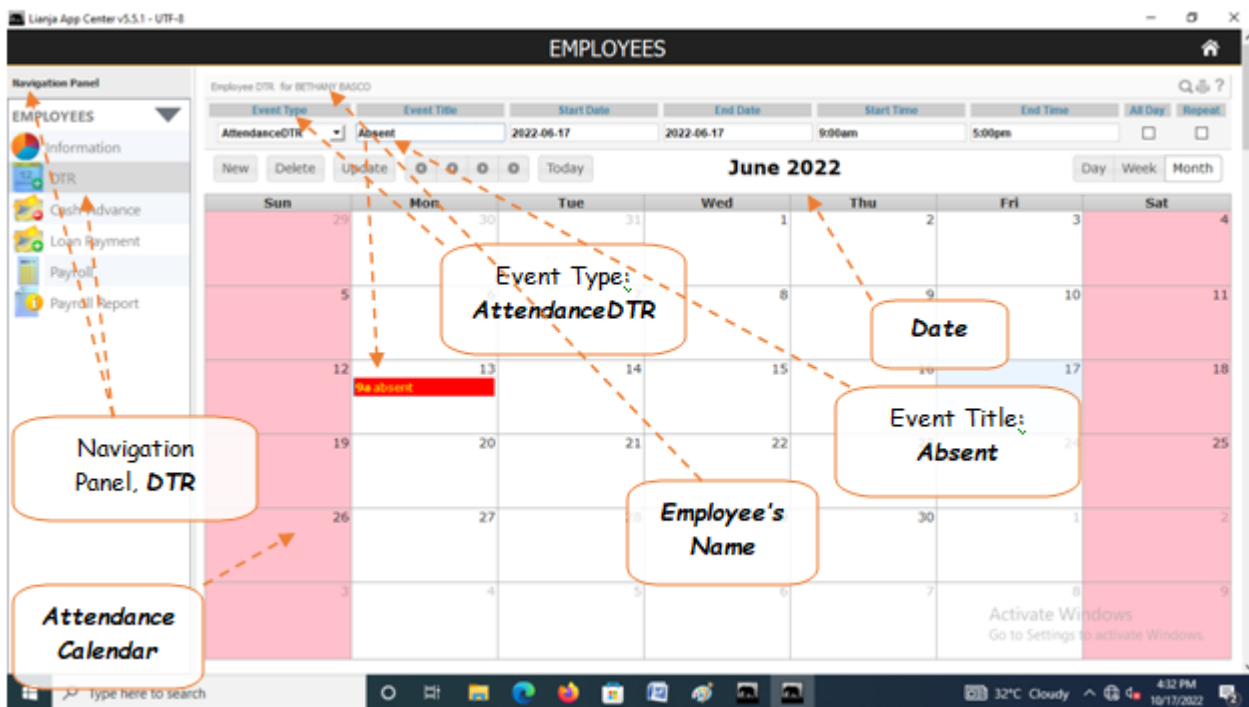 Lianja App Center v5.5.1 - UTF-8
EMPLOYEES
Navigation Panel
Employee DTR for BETHANY BASCO
EMPLOYEES
Event Type Event Title Start Date End Date Start Time End Time All Day Repeat
AttendanceDTR Absent 2022-06-17 2022-06-17 9:00am 5:00pm
Information
DTR
Cash Advance
Loan Payment
Payroll
Payroll Report
New Delete Update Today June 2022 Day Week Month
Sun Mon Tue Wed Thu Fri Sat
29 30 31 1 2 3 4
5 8 9 10 11
12 13 14 15 16 17 18
9a absent
19 20 21 22 24 25
26 27 28 30 1 2
3 4 5 6 7 8 9
Event Type:
AttendanceDTR
Date
Event Title:
Absent
Navigation
Panel, DTR
Employee's
Name
Attendance
Calendar
Activate Windows
Go to Settings to activate Windows.
Type here to search
32°C Cloudy
4:32 PM
10/17/2022
2